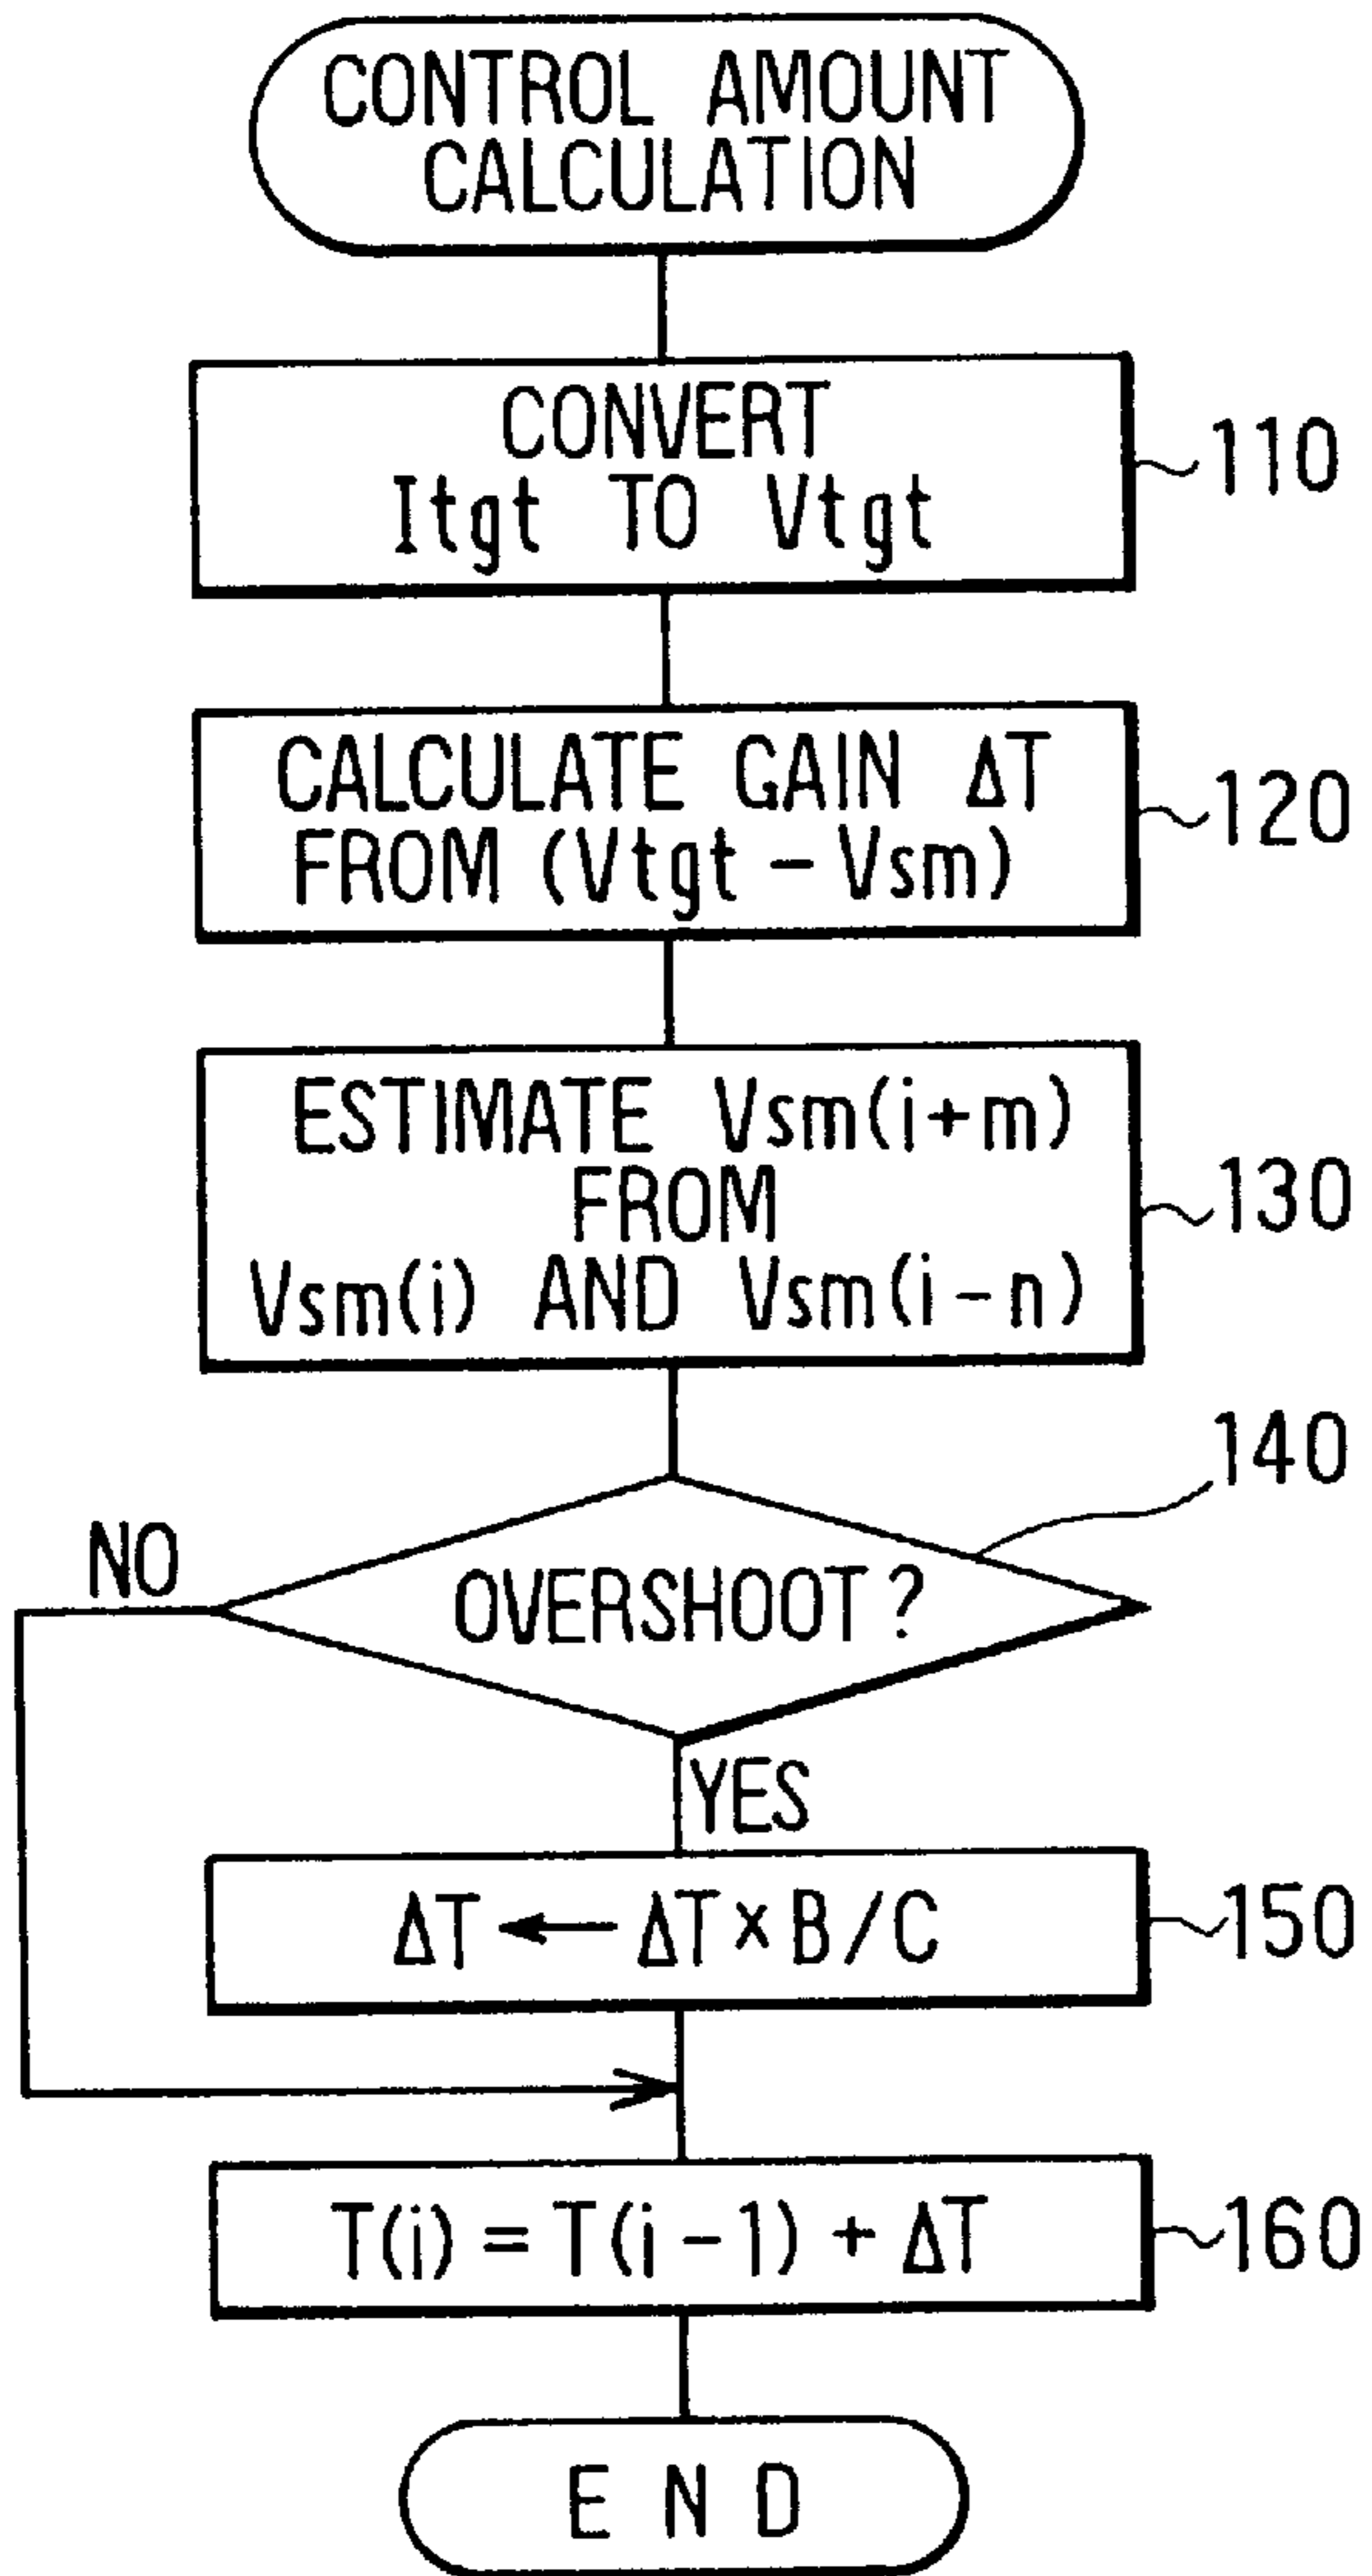 CONTROL AMOUNT
CALCULATION
CONVERT
Itgt TO Vtgt
110
CALCULATE GAIN ΔT
FROM (Vtgt - Vsm)
120
ESTIMATE Vsm(i+m)
FROM
Vsm(i) AND Vsm(i-n)
130
140
NO
OVERSHOOT?
YES
ΔT ← ΔT × B/C
150
T(i) = T(i-1) + ΔT
160
END